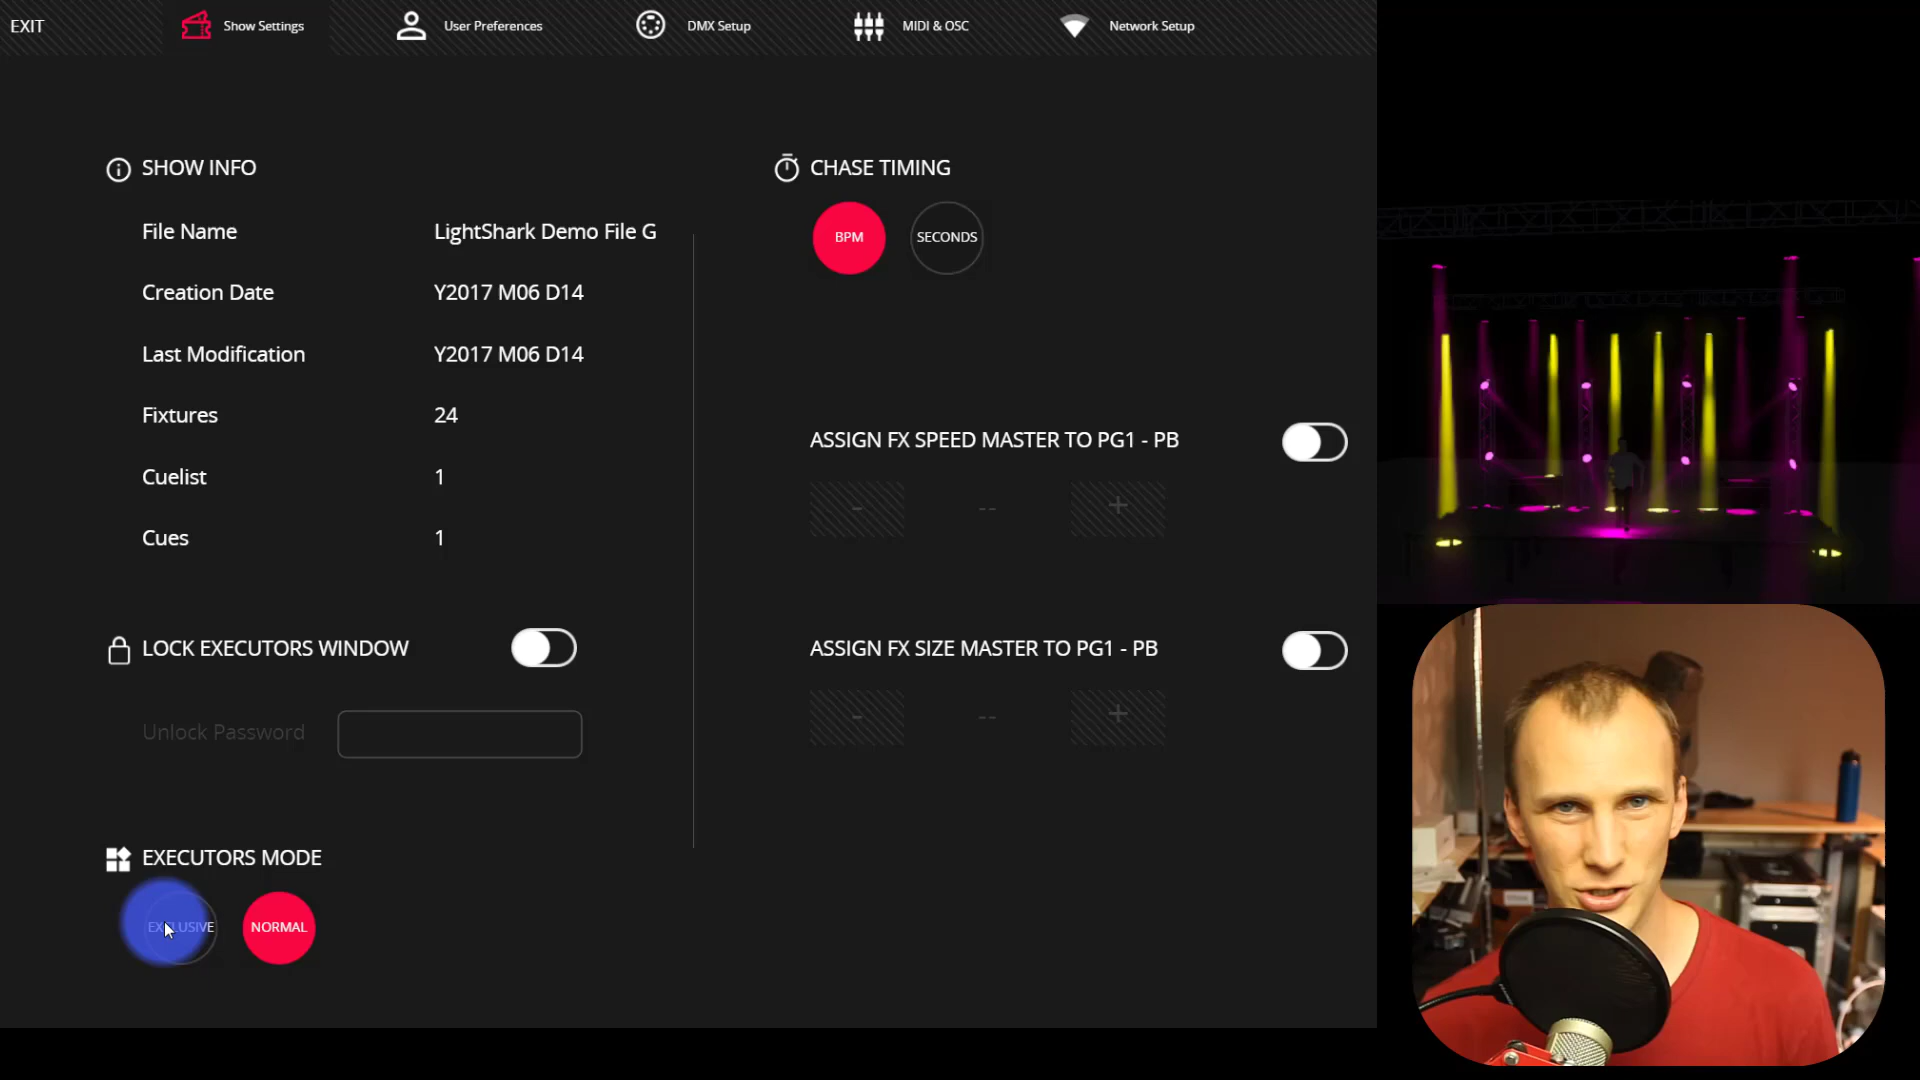 EXIT
Show Settings
User Preferences
DMX Setup
MIDI & OSC
Network Setup
SHOW INFO
File Name LightShark Demo File G
Creation Date Y2017 M06 D14
Last Modification Y2017 M06 D14
Fixtures 24
Cuelist 1
Cues 1
LOCK EXECUTORS WINDOW
Unlock Password
EXECUTORS MODE
EXCLUSIVE NORMAL
CHASE TIMING
BPM SECONDS
ASSIGN FX SPEED MASTER TO PG1 - PB
- -- +
ASSIGN FX SIZE MASTER TO PG1 - PB
- -- +